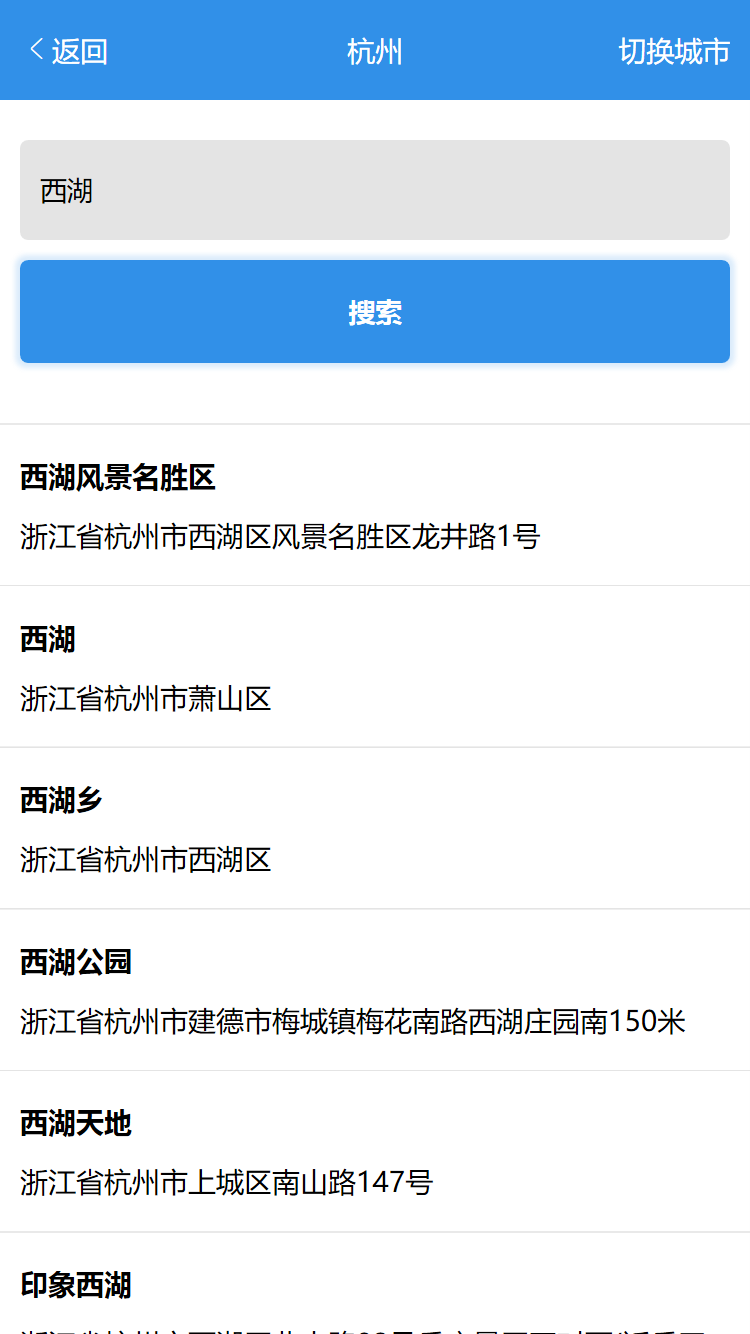 返回
杭州
切换城市
西湖
搜索
西湖风景名胜区
浙江省杭州市西湖区风景名胜区龙井路1号
西湖
浙江省杭州市萧山区
西湖乡
浙江省杭州市西湖区
西湖公园
浙江省杭州市建德市梅城镇梅花南路西湖庄园南150米
西湖天地
浙江省杭州市上城区南山路147号
印象西湖